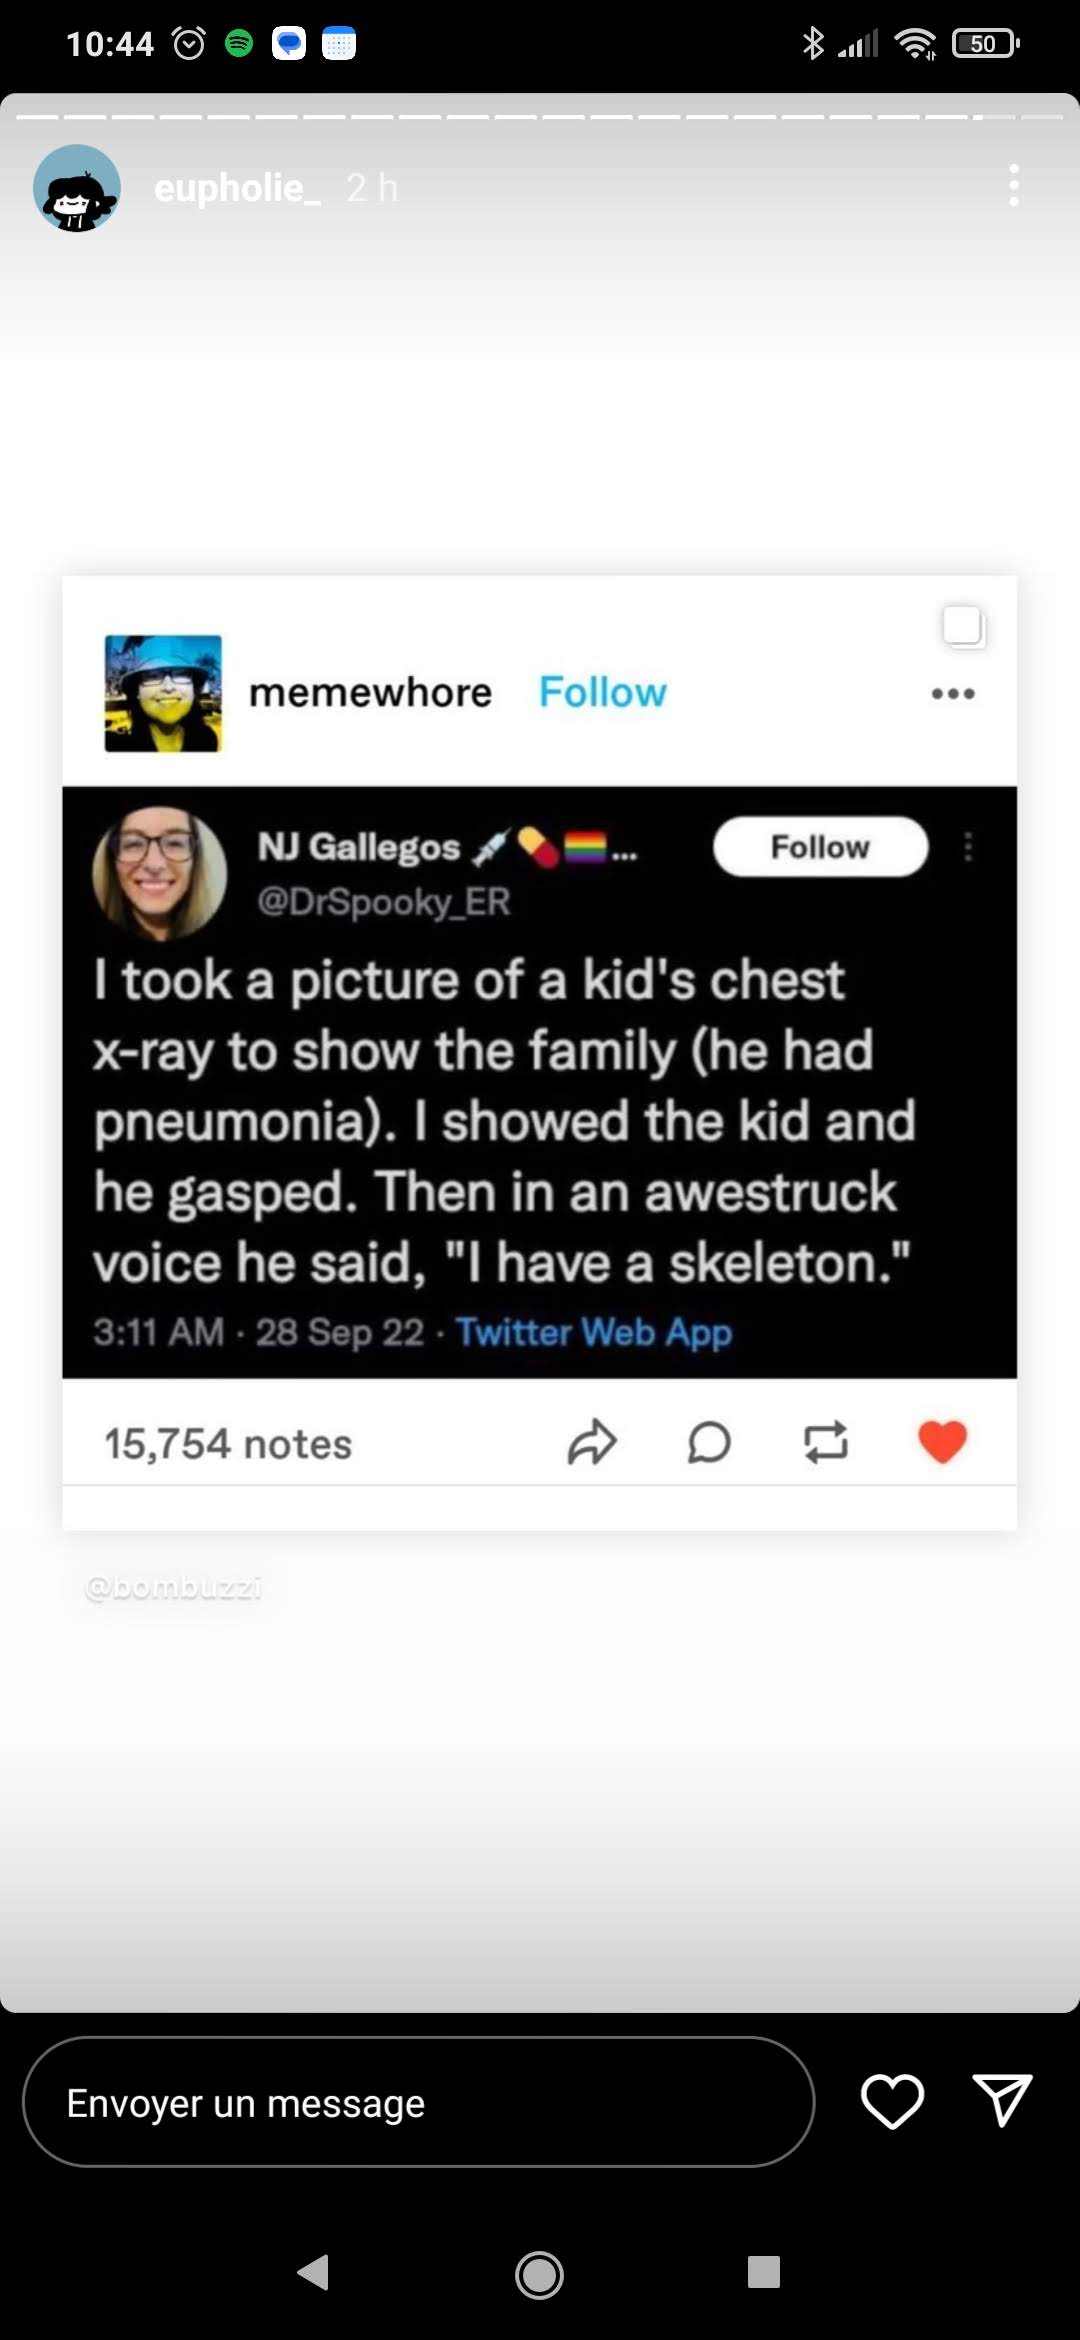 10:44
50
eupholie_ 2 h
memewhore Follow
NJ Gallegos 💉💊🏳️‍🌈...
Follow
@DrSpooky_ER
I took a picture of a kid's chest
x-ray to show the family (he had
pneumonia). I showed the kid and
he gasped. Then in an awestruck
voice he said, "I have a skeleton."
3:11 AM · 28 Sep 22 · Twitter Web App
15,754 notes
@bombuzzi
Envoyer un message